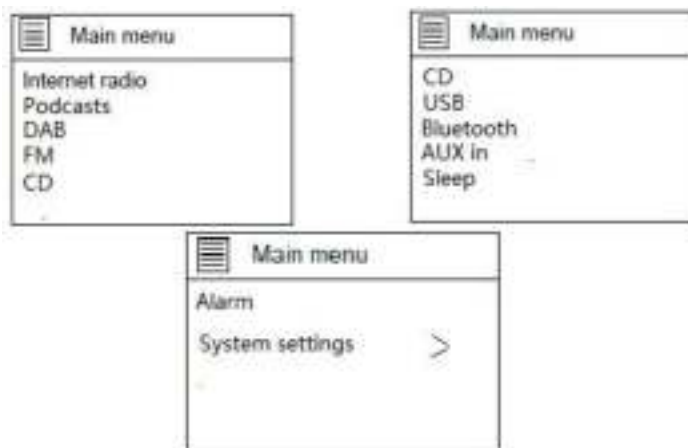 Main menu
Internet radio
Podcasts
DAB
FM
CD
Main menu
CD
USB
Bluetooth
AUX in
Sleep
Main menu
Alarm
System settings >